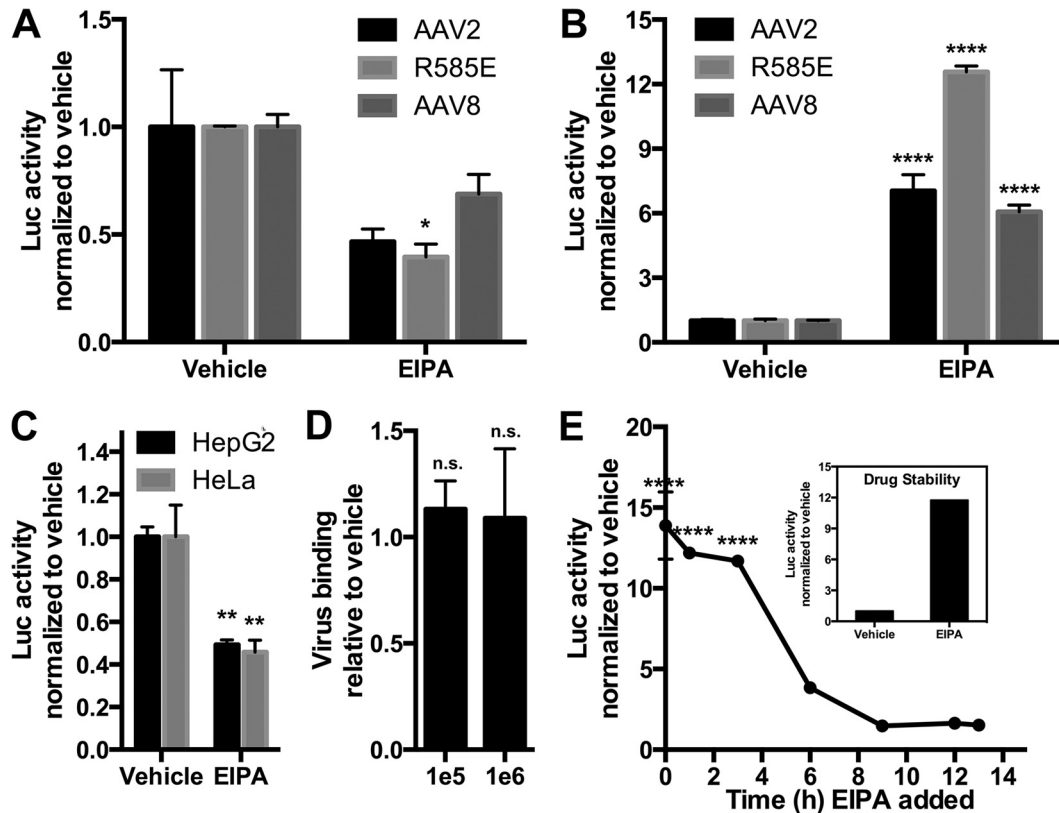 A
Luc activity
normalized to vehicle
1.5
1.0
0.5
0.0
AAV2
R585E
AAV8
*
Vehicle
EIPA
B
Luc activity
normalized to vehicle
15
12
9
6
3
0
AAV2
R585E
AAV8
****
****
****
Vehicle
EIPA
C
Luc activity
normalized to vehicle
1.4
1.2
1.0
0.8
0.6
0.4
0.2
0.0
HepG2
HeLa
** **
Vehicle
EIPA
D
Virus binding
relative to vehicle
1.5
1.0
0.5
0.0
n.s.
n.s.
1e5
1e6
E
Luc activity
normalized to vehicle
20
15
10
5
0
****
****
****
0 2 4 6 8 10 12 14
Time (h) EIPA added
Drug Stability
Luc activity
normalized to vehicle
15
12
9
6
3
0
Vehicle
EIPA